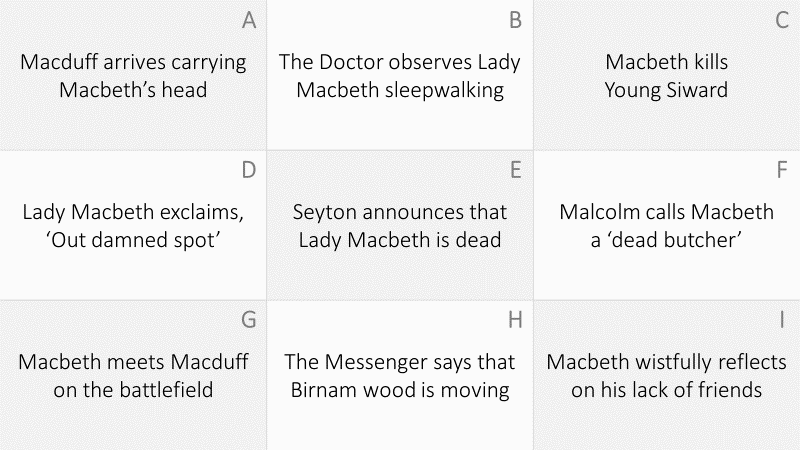 A
Macduff arrives carrying
Macbeth’s head
B
The Doctor observes Lady
Macbeth sleepwalking
C
Macbeth kills
Young Siward
D
Lady Macbeth exclaims,
‘Out damned spot’
E
Seyton announces that
Lady Macbeth is dead
F
Malcolm calls Macbeth
a ‘dead butcher’
G
Macbeth meets Macduff
on the battlefield
H
The Messenger says that
Birnam wood is moving
I
Macbeth wistfully reflects
on his lack of friends